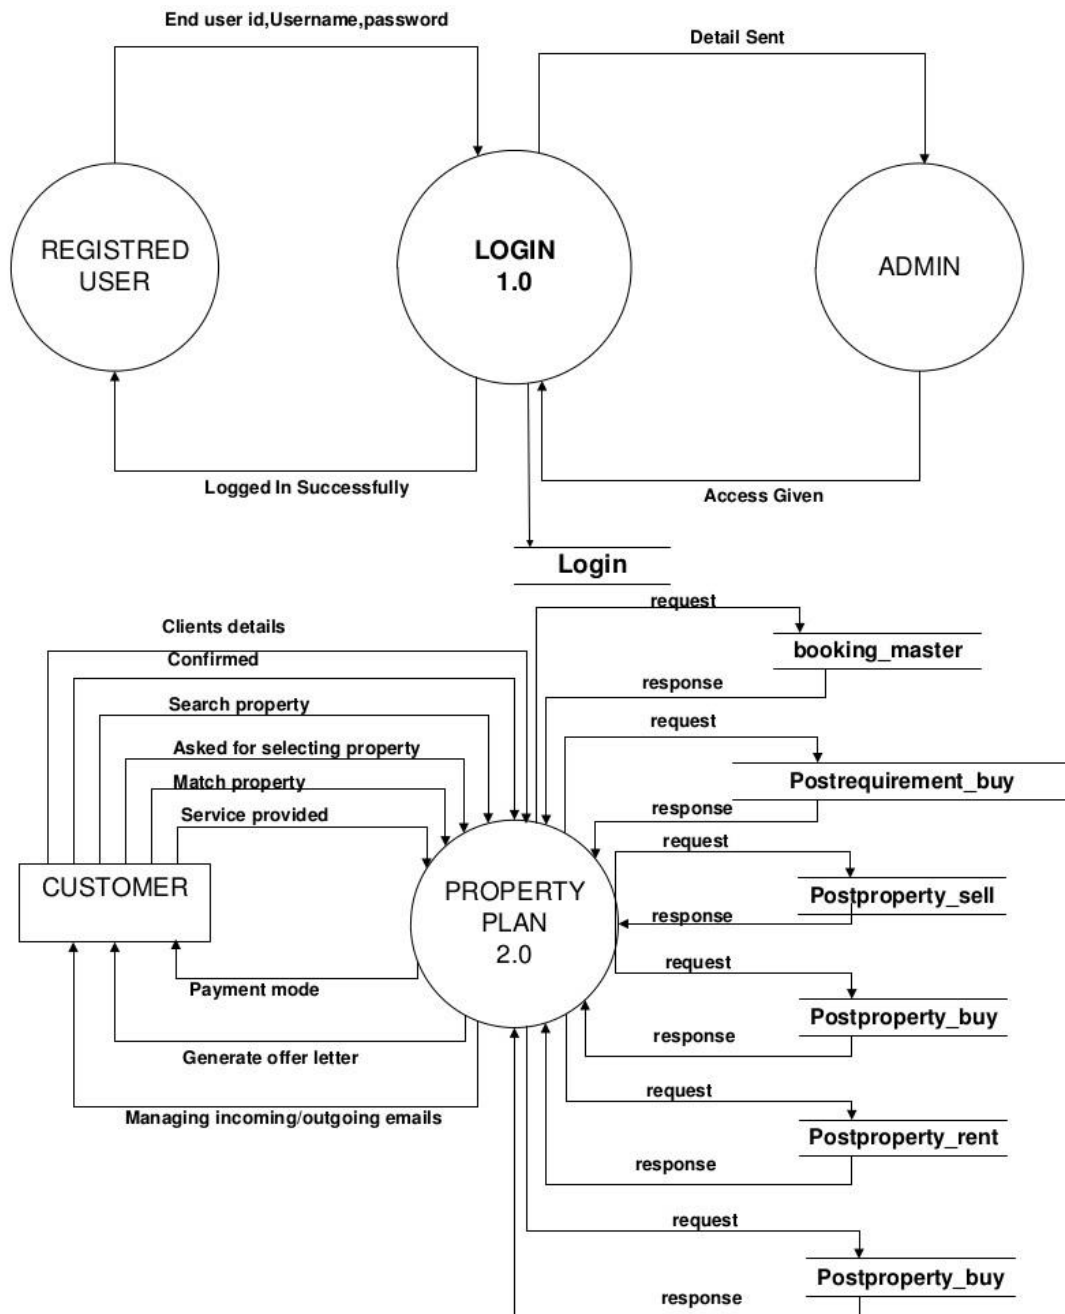 End user id,Username,password
Detail Sent
REGISTRED
USER
LOGIN
1.0
ADMIN
Logged In Successfully
Access Given
Login
request
Clients details
booking_master
Confirmed
response
Search property
request
Asked for selecting property
Match property
Postrequirement_buy
Service provided
response
request
CUSTOMER
PROPERTY
PLAN
2.0
Postproperty_sell
response
request
Payment mode
Postproperty_buy
response
Generate offer letter
request
Managing incoming/outgoing emails
Postproperty_rent
response
request
Postproperty_buy
response